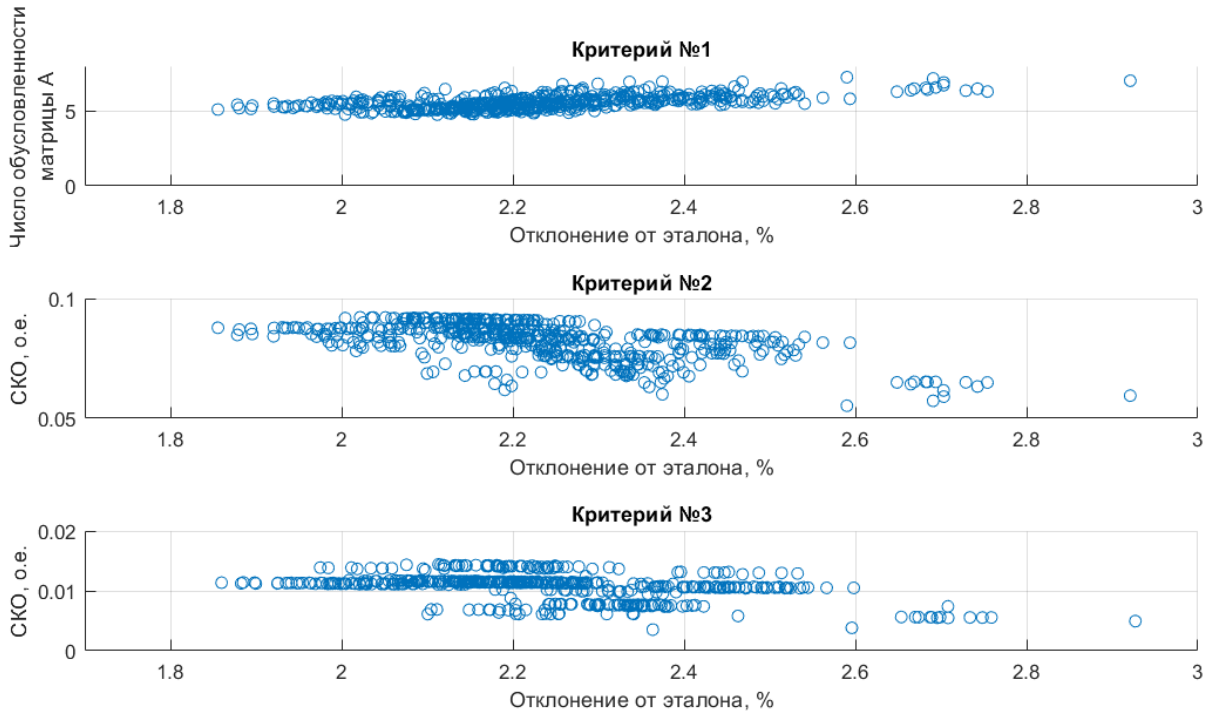 Критерий №1
Число обусловленности
матрицы A
5
0
1.8 2 2.2 2.4 2.6 2.8 3
Отклонение от эталона, %
Критерий №2
СКО, о.е.
0.1
0.05
1.8 2 2.2 2.4 2.6 2.8 3
Отклонение от эталона, %
Критерий №3
СКО, о.е.
0.02
0.01
0
1.8 2 2.2 2.4 2.6 2.8 3
Отклонение от эталона, %